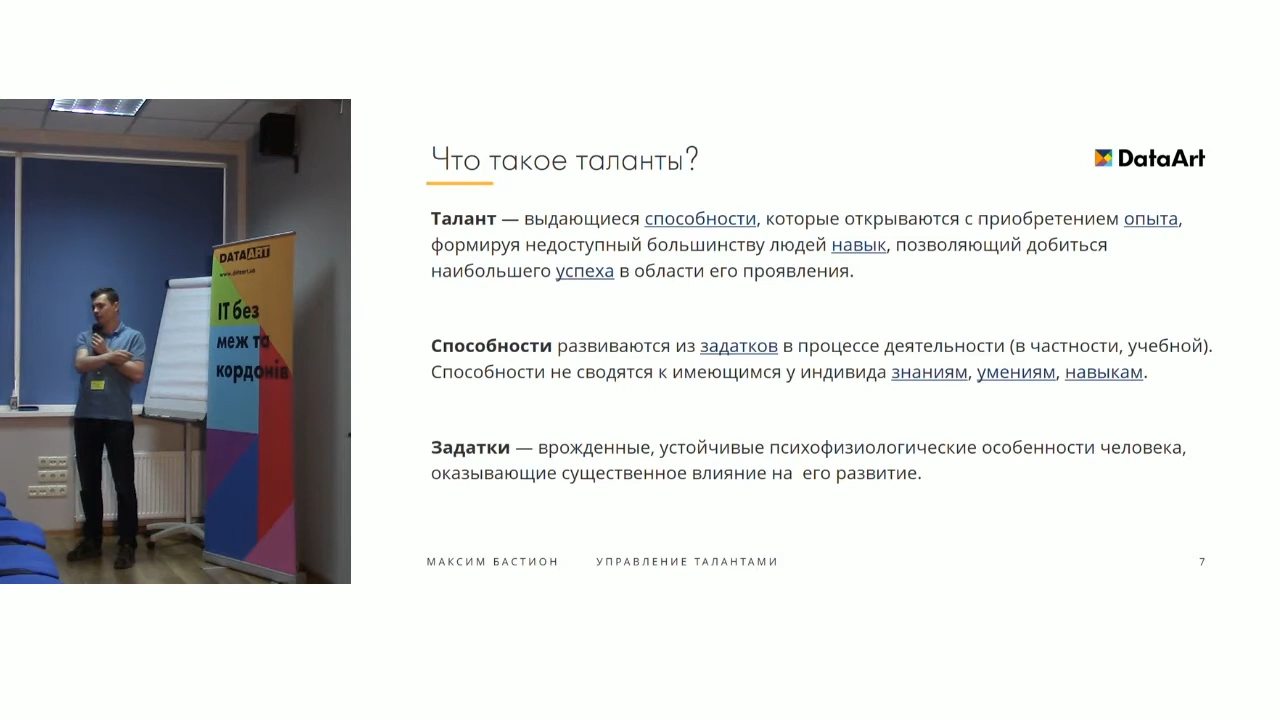 DATAART
www.dataart.ua
IT без
меж та
кордонів
Что такое таланты?
DataArt
Талант — выдающиеся способности, которые открываются с приобретением опыта,
формируя недоступный большинству людей навык, позволяющий добиться
наибольшего успеха в области его проявления.
Способности развиваются из задатков в процессе деятельности (в частности, учебной).
Способности не сводятся к имеющимся у индивида знаниям, умениям, навыкам.
Задатки — врожденные, устойчивые психофизиологические особенности человека,
оказывающие существенное влияние на его развитие.
МАКСИМ БАСТИОН УПРАВЛЕНИЕ ТАЛАНТАМИ 7